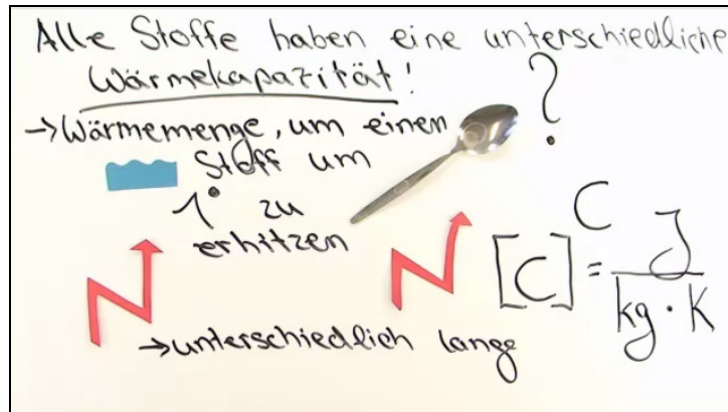 Alle Stoffe haben eine unterschiedliche
Wärmekapazität!
→Wärmemenge, um einen
Stoff um
1° zu
erhitzen
?
C
[C] = J / kg · K
→unterschiedlich lange